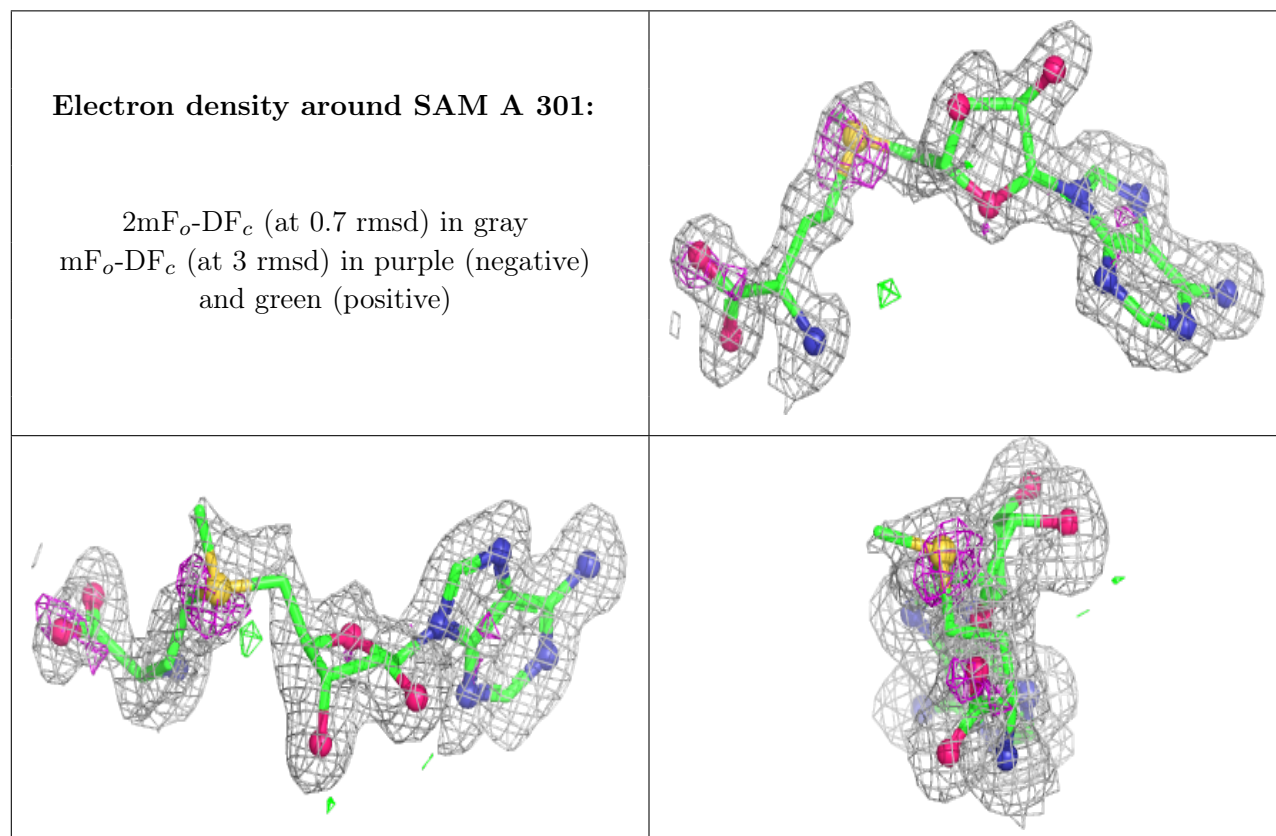 Electron density around SAM A 301:
2mFₒ-DF𝒸 (at 0.7 rmsd) in gray
mFₒ-DF𝒸 (at 3 rmsd) in purple (negative)
and green (positive)